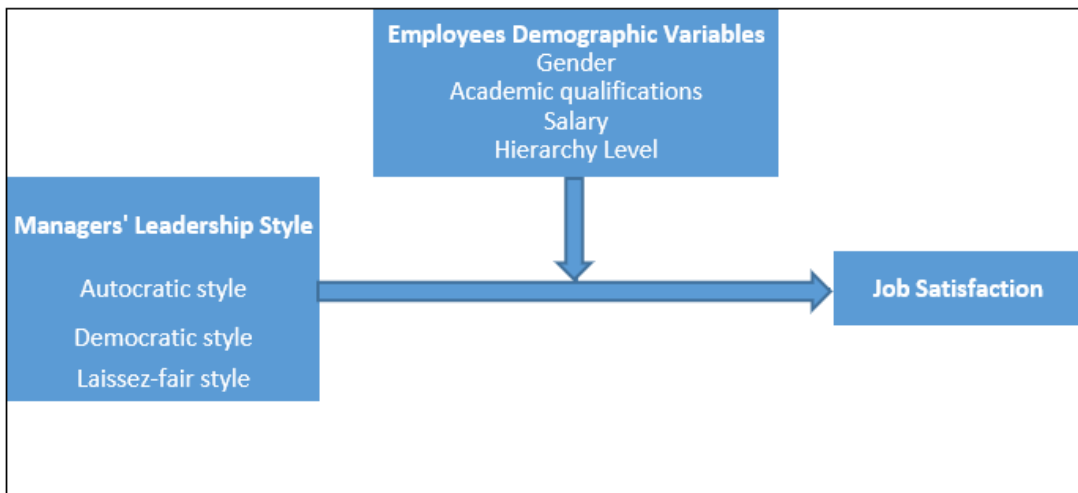 Employees Demographic Variables
Gender
Academic qualifications
Salary
Hierarchy Level
Managers' Leadership Style
Autocratic style
Democratic style
Laissez-fair style
Job Satisfaction